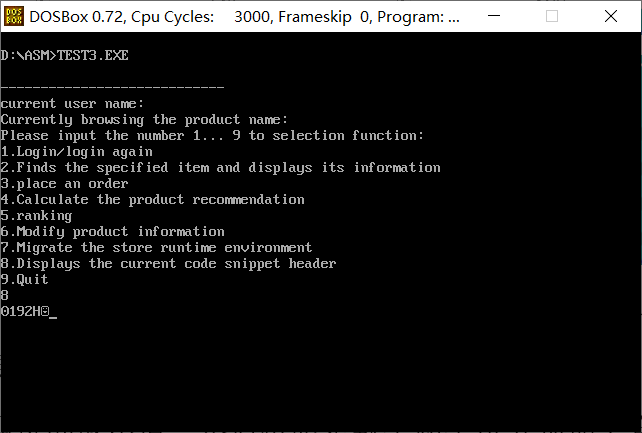 DOS BOX DOSBox 0.72, Cpu Cycles: 3000, Frameskip 0, Program: ...
D:\ASM>TEST3.EXE
----------------------------
current user name:
Currently browsing the product name:
Please input the number 1... 9 to selection function:
1.Login/login again
2.Finds the specified item and displays its information
3.place an order
4.Calculate the product recommendation
5.ranking
6.Modify product information
7.Migrate the store runtime environment
8.Displays the current code snippet header
9.Quit
8
0192H☺_